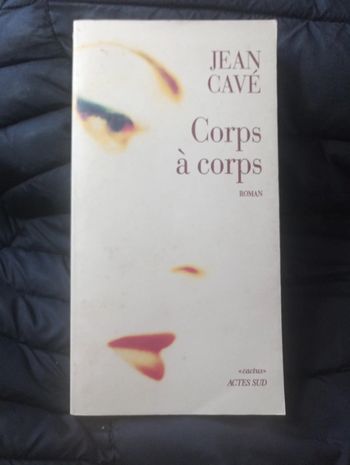 JEAN
CAVÉ
Corps
à corps
ROMAN
«cactus»
ACTES SUD